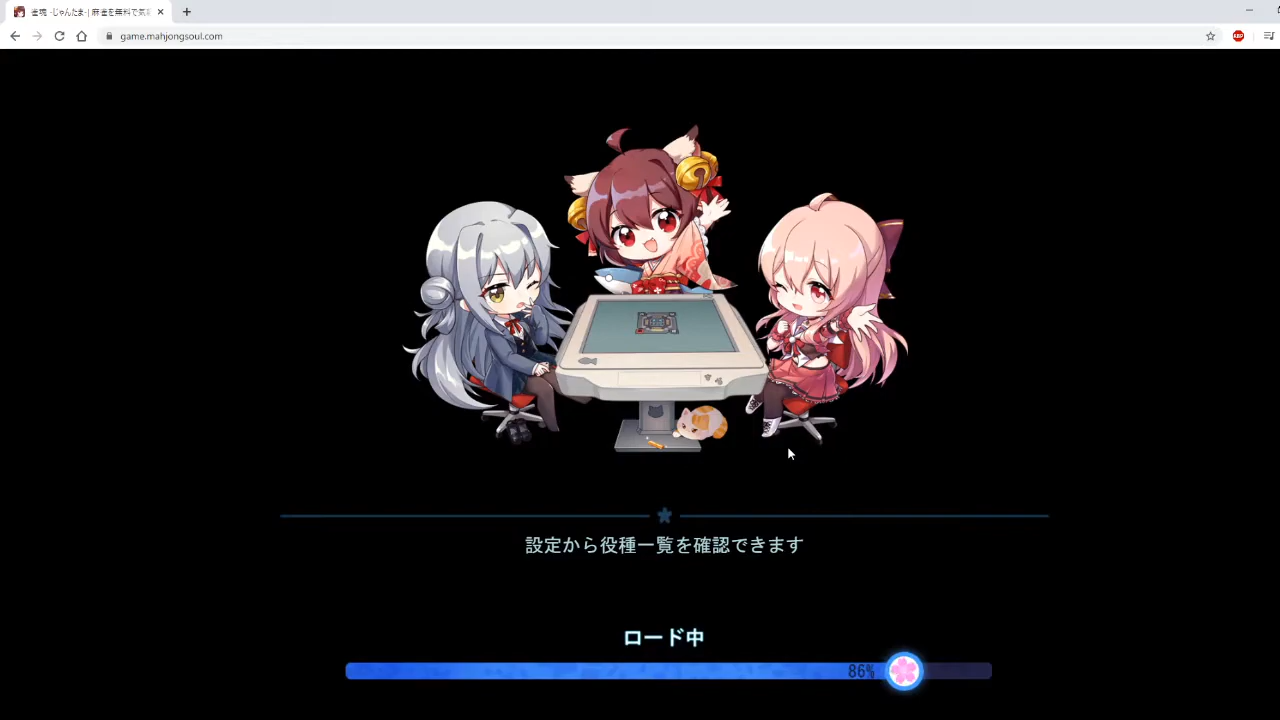 雀魂 -じゃんたま-| 麻雀を無料で気
game.mahjongsoul.com
ABP
設定から役種一覧を確認できます
ロード中
86%